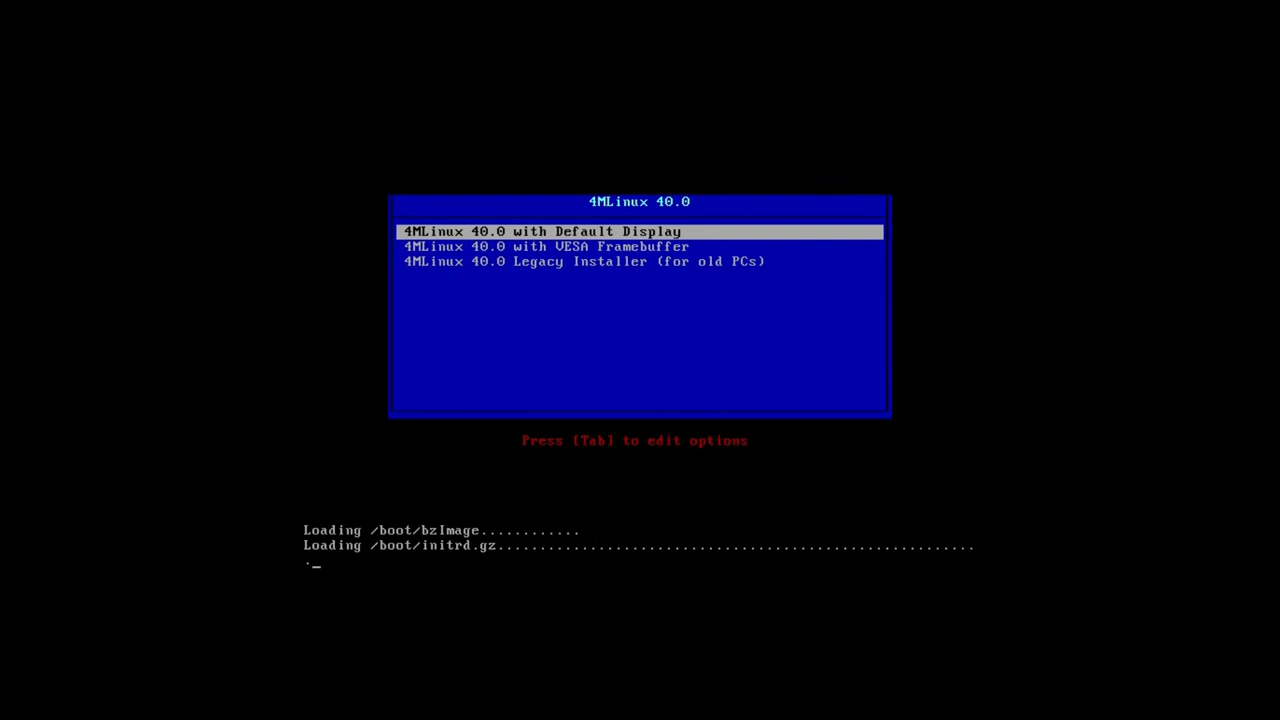 4MLinux 40.0
4MLinux 40.0 with Default Display
4MLinux 40.0 with VESA Framebuffer
4MLinux 40.0 Legacy Installer (for old PCs)
Press [Tab] to edit options
Loading /boot/bzImage............
Loading /boot/initrd.gz.........................................................
._